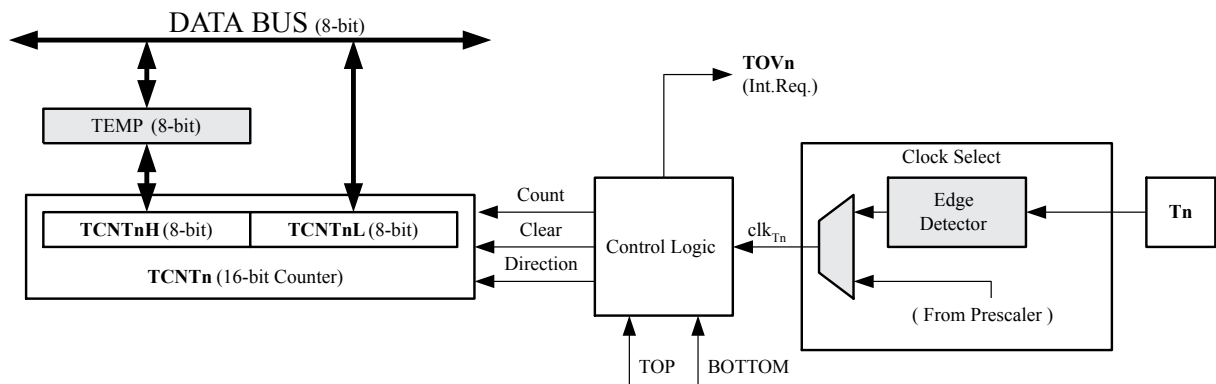 DATA BUS (8-bit)
TEMP (8-bit)
TCNTnH (8-bit)
TCNTnL (8-bit)
TCNTn (16-bit Counter)
Count
Clear
Direction
Control Logic
TOVn
(Int.Req.)
TOP
BOTTOM
clkTn
Clock Select
Edge
Detector
( From Prescaler )
Tn